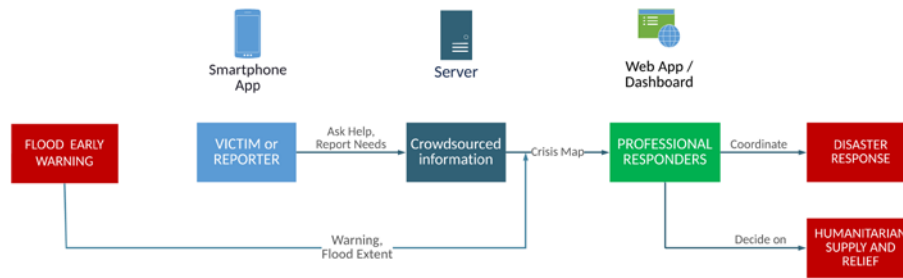 Smartphone
App
Server
Web App /
Dashboard
FLOOD EARLY
WARNING
VICTIM or
REPORTER
Ask Help,
Report Needs
Crowdsourced
information
Crisis Map
PROFESSIONAL
RESPONDERS
Coordinate
DISASTER
RESPONSE
Warning,
Flood Extent
Decide on
HUMANITARIAN
SUPPLY AND
RELIEF